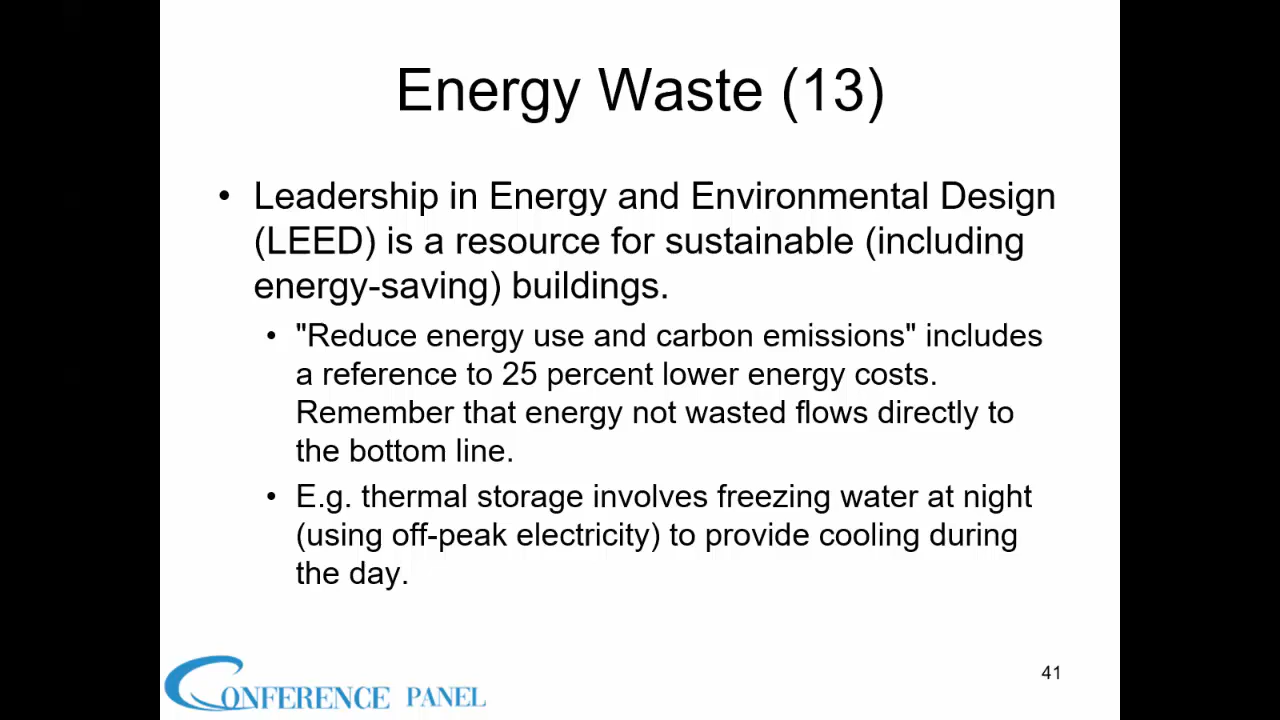 Energy Waste (13)
• Leadership in Energy and Environmental Design
(LEED) is a resource for sustainable (including
energy-saving) buildings.
• "Reduce energy use and carbon emissions" includes
a reference to 25 percent lower energy costs.
Remember that energy not wasted flows directly to
the bottom line.
• E.g. thermal storage involves freezing water at night
(using off-peak electricity) to provide cooling during
the day.
CONFERENCE PANEL
41